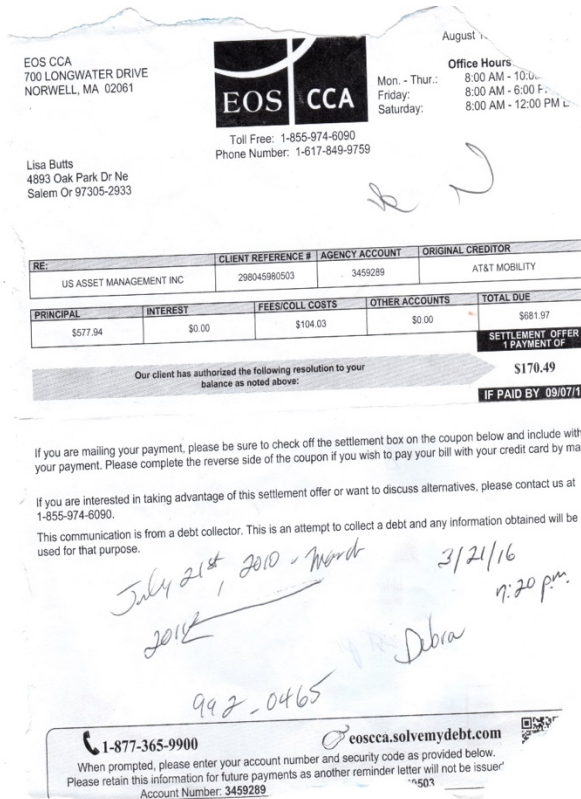 August
EOS CCA
700 LONGWATER DRIVE
NORWELL, MA 02061
EOS CCA
Office Hours
Mon. - Thur.: 8:00 AM - 10:0
Friday: 8:00 AM - 6:00 P
Saturday: 8:00 AM - 12:00 PM E
Toll Free: 1-855-974-6090
Phone Number: 1-617-849-9759
Lisa Butts
4893 Oak Park Dr Ne
Salem Or 97305-2933
RE: CLIENT REFERENCE # AGENCY ACCOUNT ORIGINAL CREDITOR
US ASSET MANAGEMENT INC 298045980503 3459289 AT&T MOBILITY
PRINCIPAL INTEREST FEES/COLL COSTS OTHER ACCOUNTS TOTAL DUE
$577.94 $0.00 $104.03 $0.00 $681.97
SETTLEMENT OFFER
1 PAYMENT OF
Our client has authorized the following resolution to your
balance as noted above:
$170.49
IF PAID BY 09/07/1
If you are mailing your payment, please be sure to check off the settlement box on the coupon below and include with
your payment. Please complete the reverse side of the coupon if you wish to pay your bill with your credit card by ma
If you are interested in taking advantage of this settlement offer or want to discuss alternatives, please contact us at
1-855-974-6090.
This communication is from a debt collector. This is an attempt to collect a debt and any information obtained will be
used for that purpose.
July 21st, 2010 - March
3/21/16
7:20 pm.
Debra
992-0465
1-877-365-9900
eoscca.solvemydebt.com
When prompted, please enter your account number and security code as provided below.
Please retain this information for future payments as another reminder letter will not be issued
Account Number: 3459289
0503